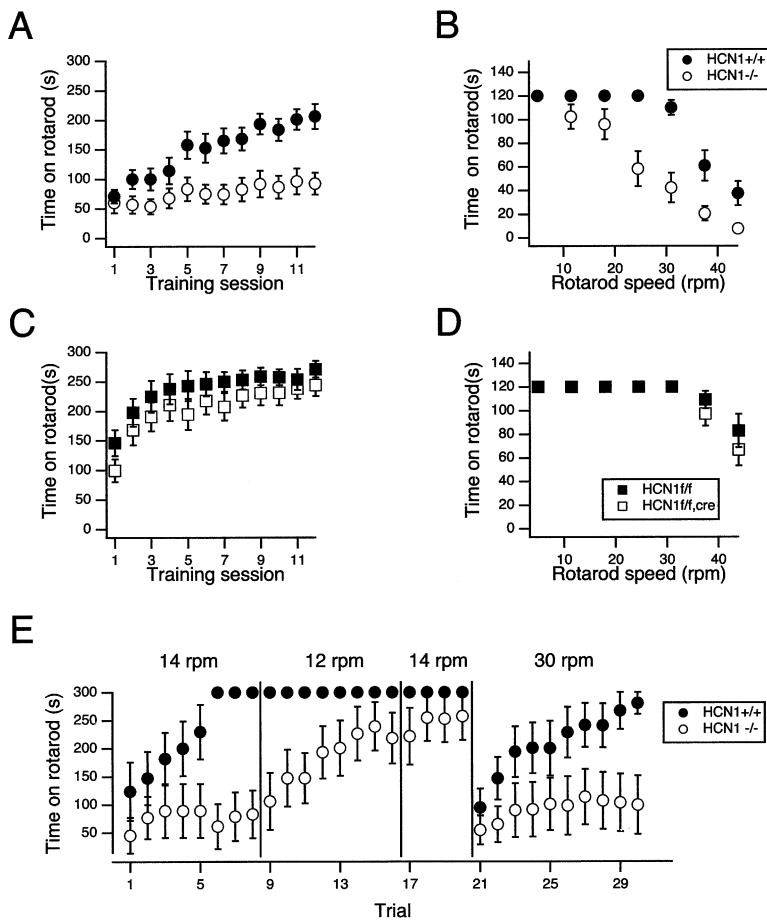 A
Time on rotarod (s)
300
250
200
150
100
50
0
1
3
5
7
9
11
Training session
B
Time on rotarod(s)
140
120
100
80
60
40
20
0
10
20
30
40
Rotarod speed (rpm)
HCN1+/+
HCN1-/-
C
Time on rotarod(s)
300
250
200
150
100
50
0
1
3
5
7
9
11
Training session
D
Time on rotarod(s)
140
120
100
80
60
40
120
0
10
20
30
40
Rotarod speed (rpm)
HCN1f/f
HCN1f/f,cre
E
14 rpm
12 rpm
14 rpm
30 rpm
Time on rotarod (s)
300
250
200
150
100
50
1
5
9
13
17
21
25
29
Trial
HCN1+/+
HCN1 -/-